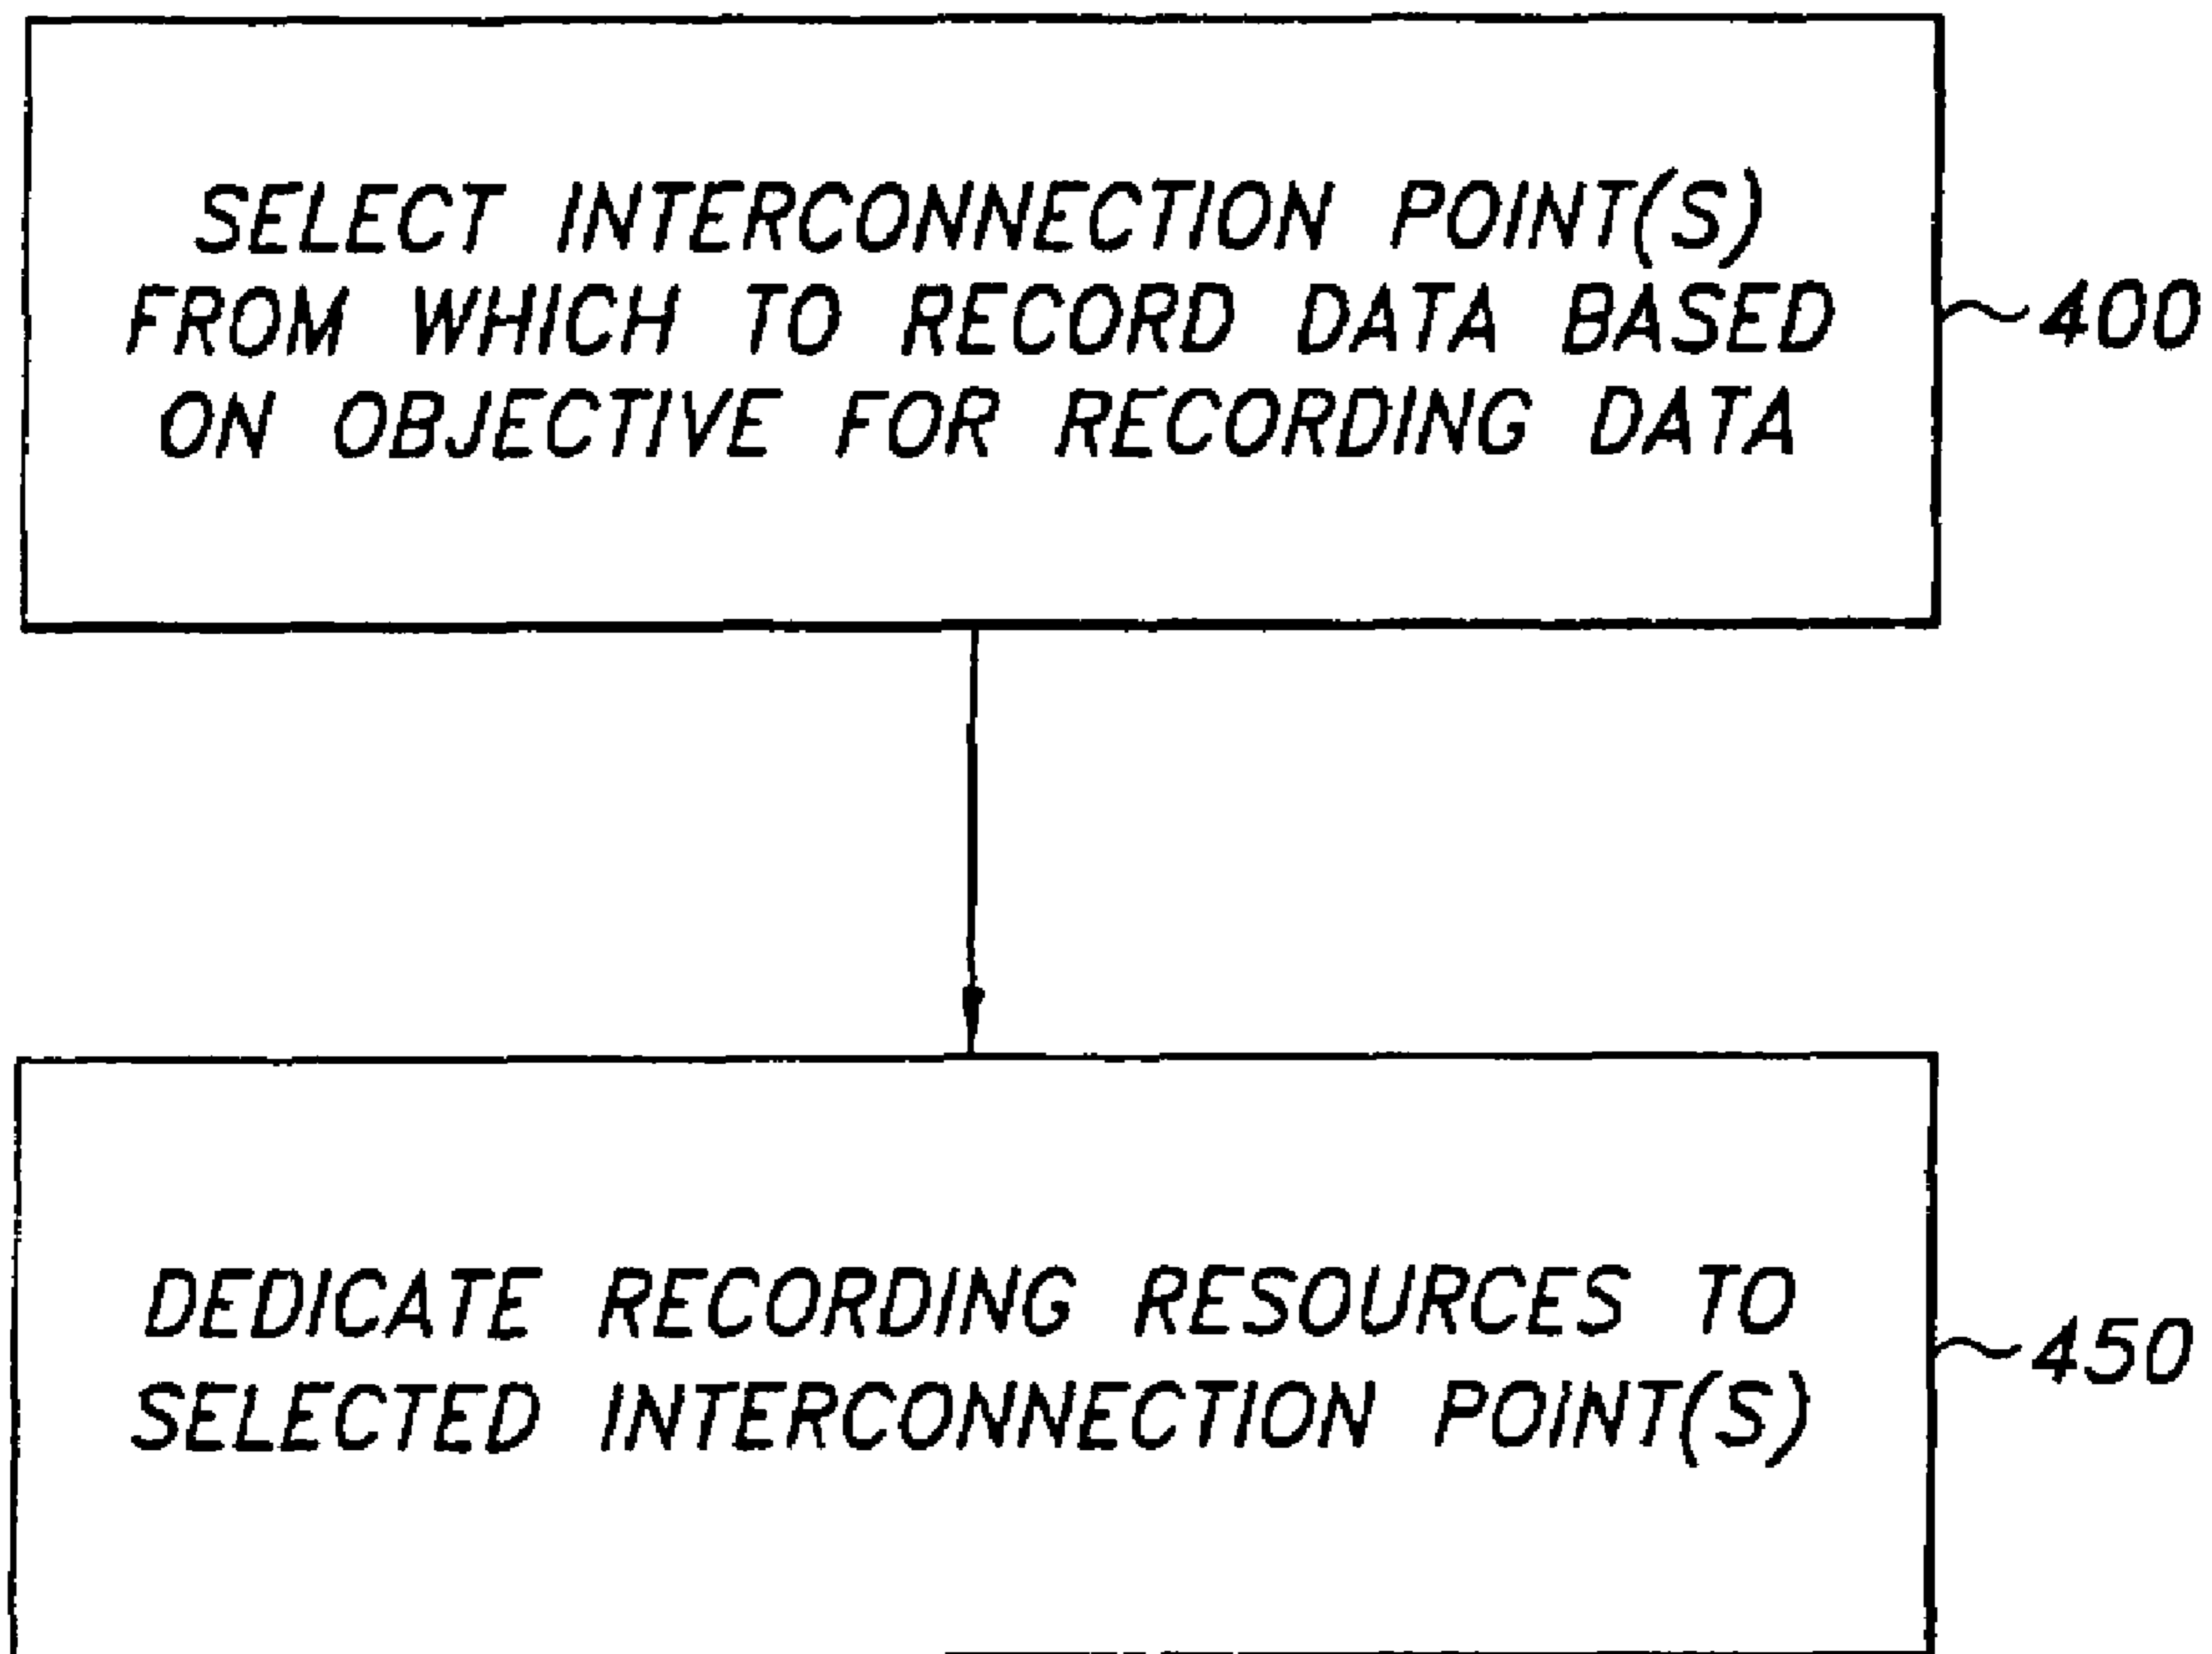 SELECT INTERCONNECTION POINT(S)
FROM WHICH TO RECORD DATA BASED
ON OBJECTIVE FOR RECORDING DATA
400
DEDICATE RECORDING RESOURCES TO
SELECTED INTERCONNECTION POINT(S)
450